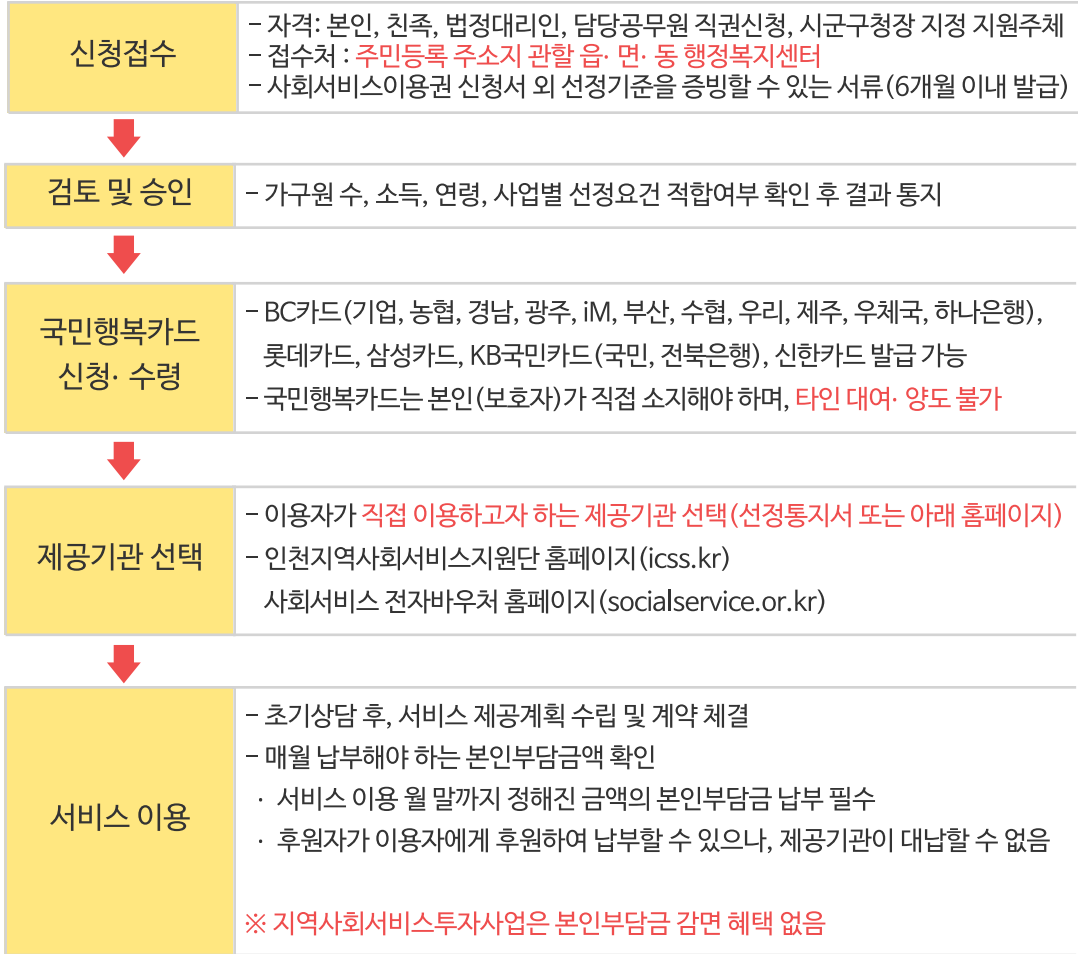 신청접수
- 자격: 본인, 친족, 법정대리인, 담당공무원 직권신청, 시군구청장 지정 지원주체
- 접수처 : 주민등록 주소지 관할 읍· 면· 동 행정복지센터
- 사회서비스이용권 신청서 외 선정기준을 증빙할 수 있는 서류(6개월 이내 발급)
검토 및 승인
- 가구원 수, 소득, 연령, 사업별 선정요건 적합여부 확인 후 결과 통지
국민행복카드
신청· 수령
- BC카드(기업, 농협, 경남, 광주, iM, 부산, 수협, 우리, 제주, 우체국, 하나은행),
롯데카드, 삼성카드, KB국민카드(국민, 전북은행), 신한카드 발급 가능
- 국민행복카드는 본인(보호자)가 직접 소지해야 하며, 타인 대여· 양도 불가
제공기관 선택
- 이용자가 직접 이용하고자 하는 제공기관 선택(선정통지서 또는 아래 홈페이지)
- 인천지역사회서비스지원단 홈페이지(icss.kr)
사회서비스 전자바우처 홈페이지(socialservice.or.kr)
서비스 이용
- 초기상담 후, 서비스 제공계획 수립 및 계약 체결
- 매월 납부해야 하는 본인부담금액 확인
· 서비스 이용 월 말까지 정해진 금액의 본인부담금 납부 필수
· 후원자가 이용자에게 후원하여 납부할 수 있으나, 제공기관이 대납할 수 없음
※ 지역사회서비스투자사업은 본인부담금 감면 혜택 없음